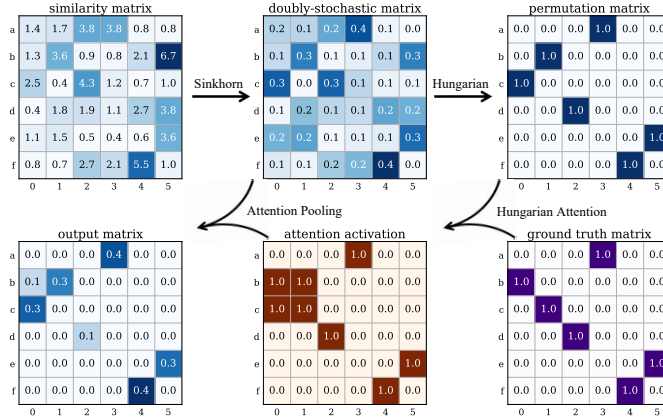 similarity matrix
a 1.4 1.7 3.8 3.8 0.8 0.8
b 1.3 3.6 0.9 0.8 2.1 6.7
c 2.5 0.4 4.3 1.2 0.7 1.0
d 0.4 1.8 1.9 1.1 2.7 3.8
e 1.1 1.5 0.5 0.4 0.6 3.6
f 0.8 0.7 2.7 2.1 5.5 1.0
0 1 2 3 4 5
Sinkhorn
doubly-stochastic matrix
a 0.2 0.1 0.2 0.4 0.1 0.0
b 0.1 0.3 0.1 0.1 0.1 0.3
c 0.3 0.0 0.3 0.1 0.1 0.1
d 0.1 0.2 0.1 0.1 0.2 0.2
e 0.2 0.2 0.1 0.1 0.1 0.3
f 0.1 0.1 0.2 0.2 0.4 0.0
0 1 2 3 4 5
Hungarian
permutation matrix
a 0.0 0.0 0.0 1.0 0.0 0.0
b 0.0 1.0 0.0 0.0 0.0 0.0
c 1.0 0.0 0.0 0.0 0.0 0.0
d 0.0 0.0 1.0 0.0 0.0 0.0
e 0.0 0.0 0.0 0.0 0.0 1.0
f 0.0 0.0 0.0 0.0 1.0 0.0
0 1 2 3 4 5
Attention Pooling
Hungarian Attention
output matrix
a 0.0 0.0 0.0 0.4 0.0 0.0
b 0.1 0.3 0.0 0.0 0.0 0.0
c 0.3 0.0 0.0 0.0 0.0 0.0
d 0.0 0.0 0.1 0.0 0.0 0.0
e 0.0 0.0 0.0 0.0 0.0 0.3
f 0.0 0.0 0.0 0.0 0.4 0.0
0 1 2 3 4 5
attention activation
a 0.0 0.0 0.0 1.0 0.0 0.0
b 1.0 1.0 0.0 0.0 0.0 0.0
c 1.0 1.0 0.0 0.0 0.0 0.0
d 0.0 0.0 1.0 0.0 0.0 0.0
e 0.0 0.0 0.0 0.0 0.0 1.0
f 0.0 0.0 0.0 0.0 1.0 0.0
0 1 2 3 4 5
ground truth matrix
a 0.0 0.0 0.0 1.0 0.0 0.0
b 1.0 0.0 0.0 0.0 0.0 0.0
c 0.0 1.0 0.0 0.0 0.0 0.0
d 0.0 0.0 1.0 0.0 0.0 0.0
e 0.0 0.0 0.0 0.0 0.0 1.0
f 0.0 0.0 0.0 0.0 1.0 0.0
0 1 2 3 4 5